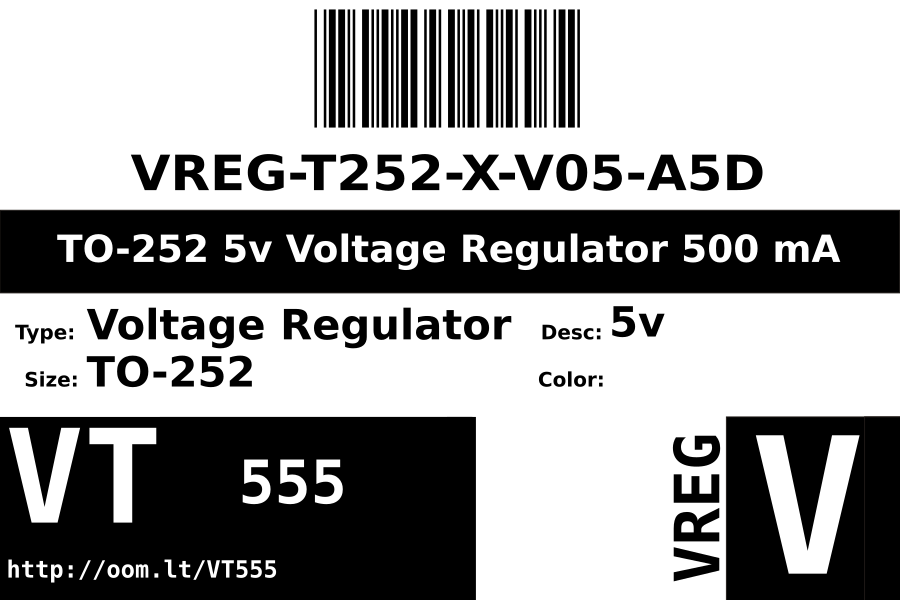 VREG-T252-X-V05-A5D
TO-252 5v Voltage Regulator 500 mA
Type: Voltage Regulator Desc: 5v
Size: TO-252 Color:
VT 555
http://oom.lt/VT555
VREG
V